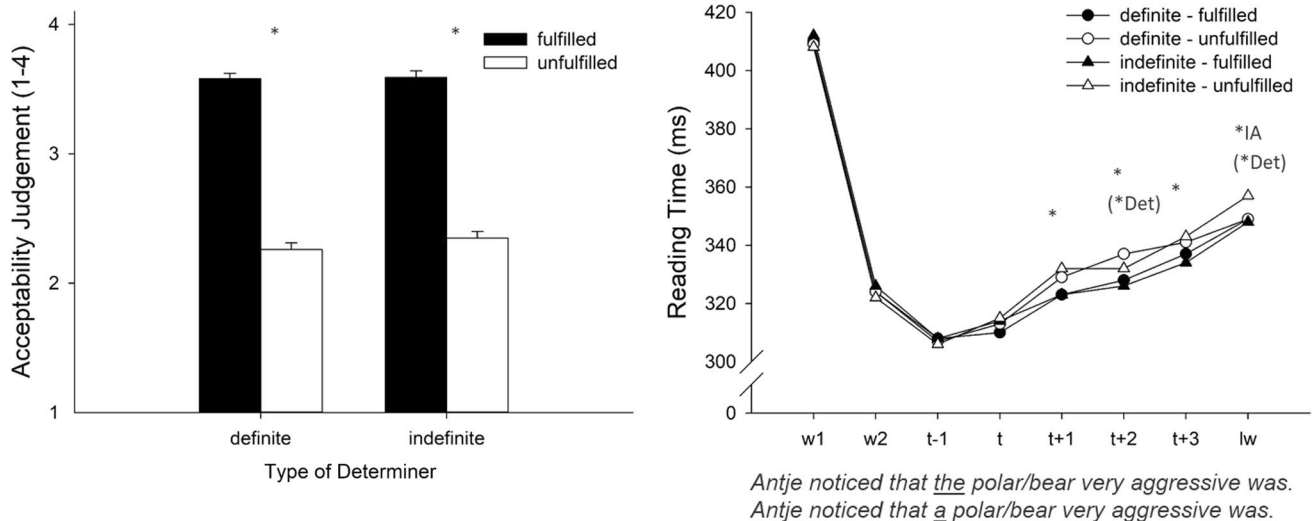 Acceptability Judgement (1-4)
4
3
2
1
*
*
fulfilled
unfulfilled
definite
indefinite
Type of Determiner
Reading Time (ms)
420
400
380
360
340
320
300
0
definite - fulfilled
definite - unfulfilled
indefinite - fulfilled
indefinite - unfulfilled
*
*
(*Det)
*
*IA
(*Det)
w1 w2 t-1 t t+1 t+2 t+3 lw
Antje noticed that the polar/bear very aggressive was.
Antje noticed that a polar/bear very aggressive was.